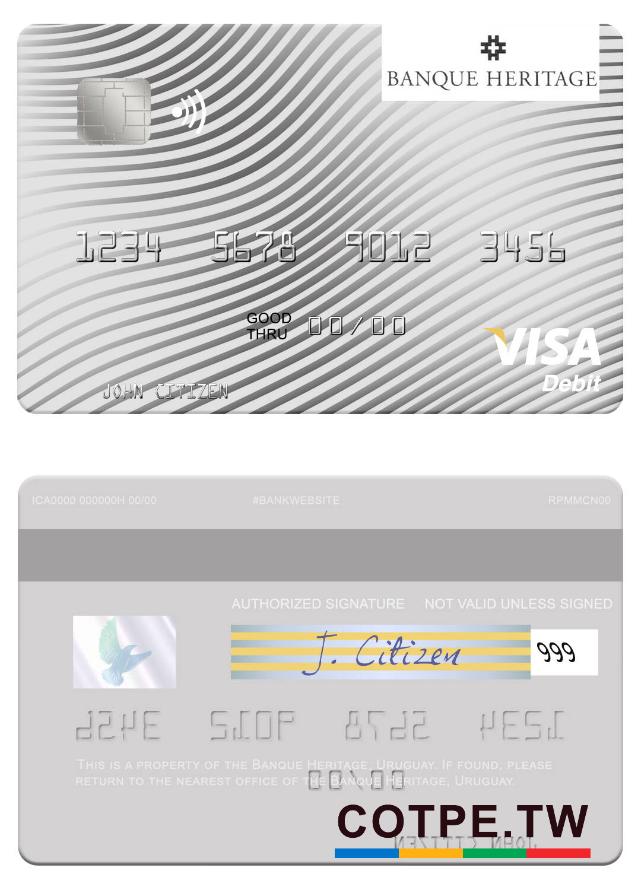 BANQUE HERITAGE
1234 5678 9012 3456
GOOD
THRU 00/00
VISA
Debit
JOHN CITIZEN
ICA0000 000000H 00/00 #BANKWEBSITE RPMMCN00
AUTHORIZED SIGNATURE NOT VALID UNLESS SIGNED
J. Citizen 999
THIS IS A PROPERTY OF THE BANQUE HERITAGE, URUGUAY. IF FOUND, PLEASE
RETURN TO THE NEAREST OFFICE OF THE BANQUE HERITAGE, URUGUAY.
COTPE.TW